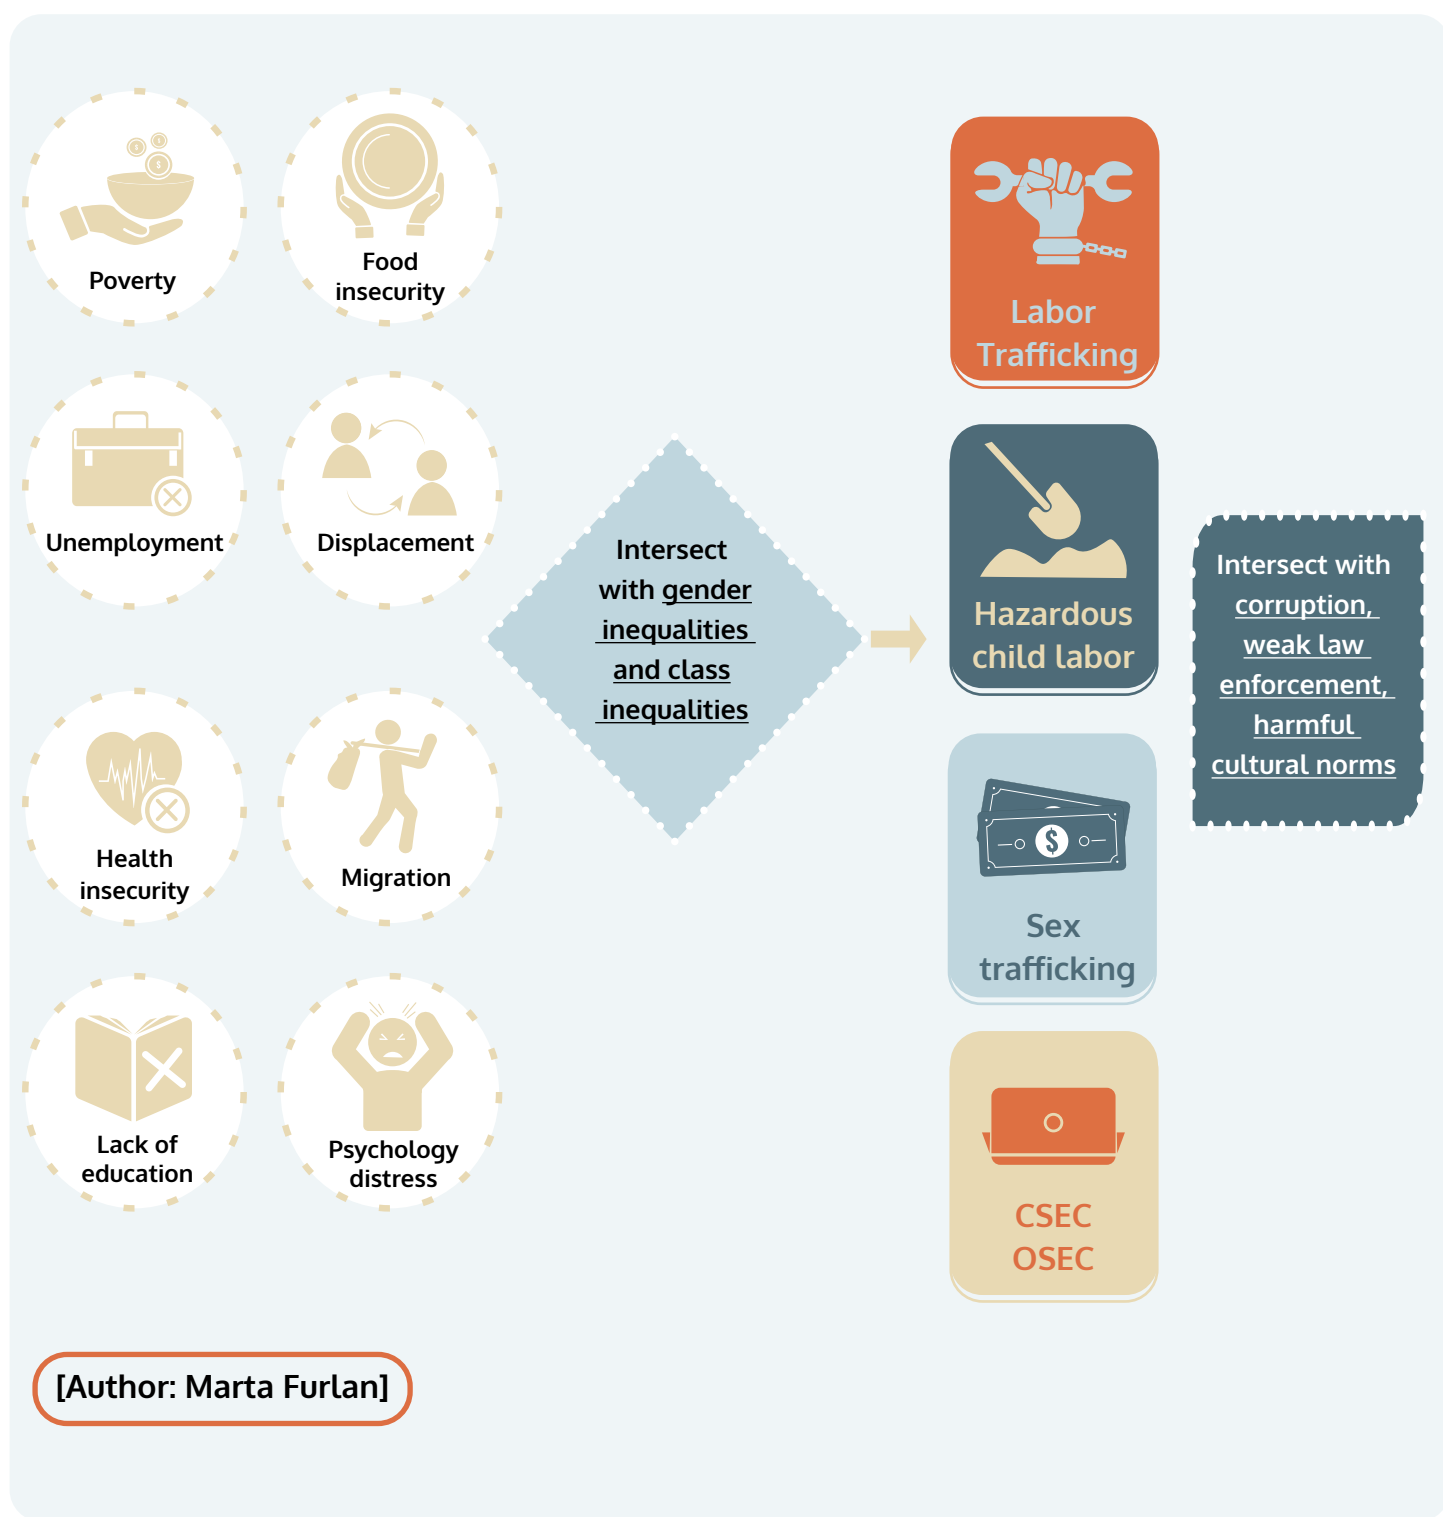 Poverty
Food
insecurity
Unemployment
Displacement
Health
insecurity
Migration
Lack of
education
Psychology
distress
Intersect
with gender
inequalities
and class
inequalities
Labor
Trafficking
Hazardous
child labor
Sex
trafficking
CSEC
OSEC
Intersect with
corruption,
weak law
enforcement,
harmful
cultural norms
[Author: Marta Furlan]